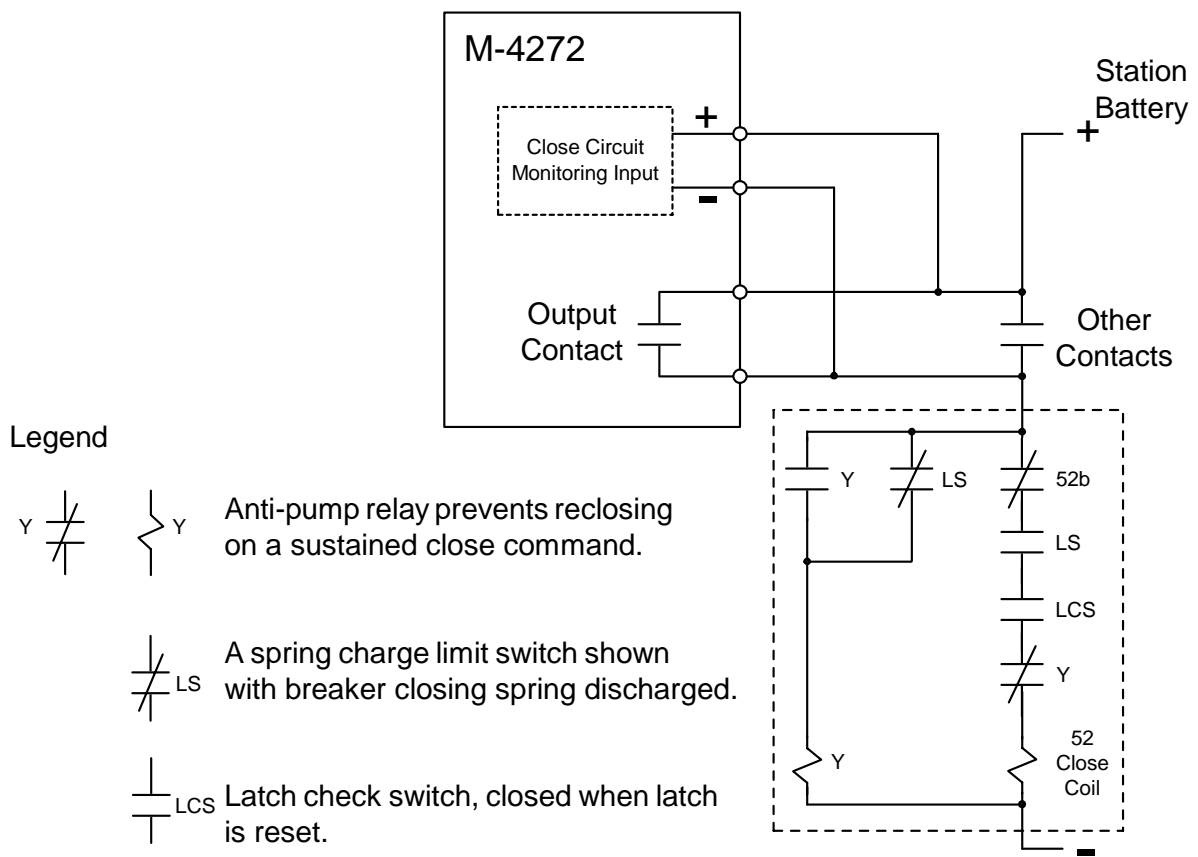 M-4272
Close Circuit
Monitoring Input
+
-
Station
Battery
+
Output
Contact
Other
Contacts
Y
LS
52b
LS
LCS
Y
Y
52
Close
Coil
-
Legend
Y
Y
Anti-pump relay prevents reclosing
on a sustained close command.
LS
A spring charge limit switch shown
with breaker closing spring discharged.
LCS
Latch check switch, closed when latch
is reset.